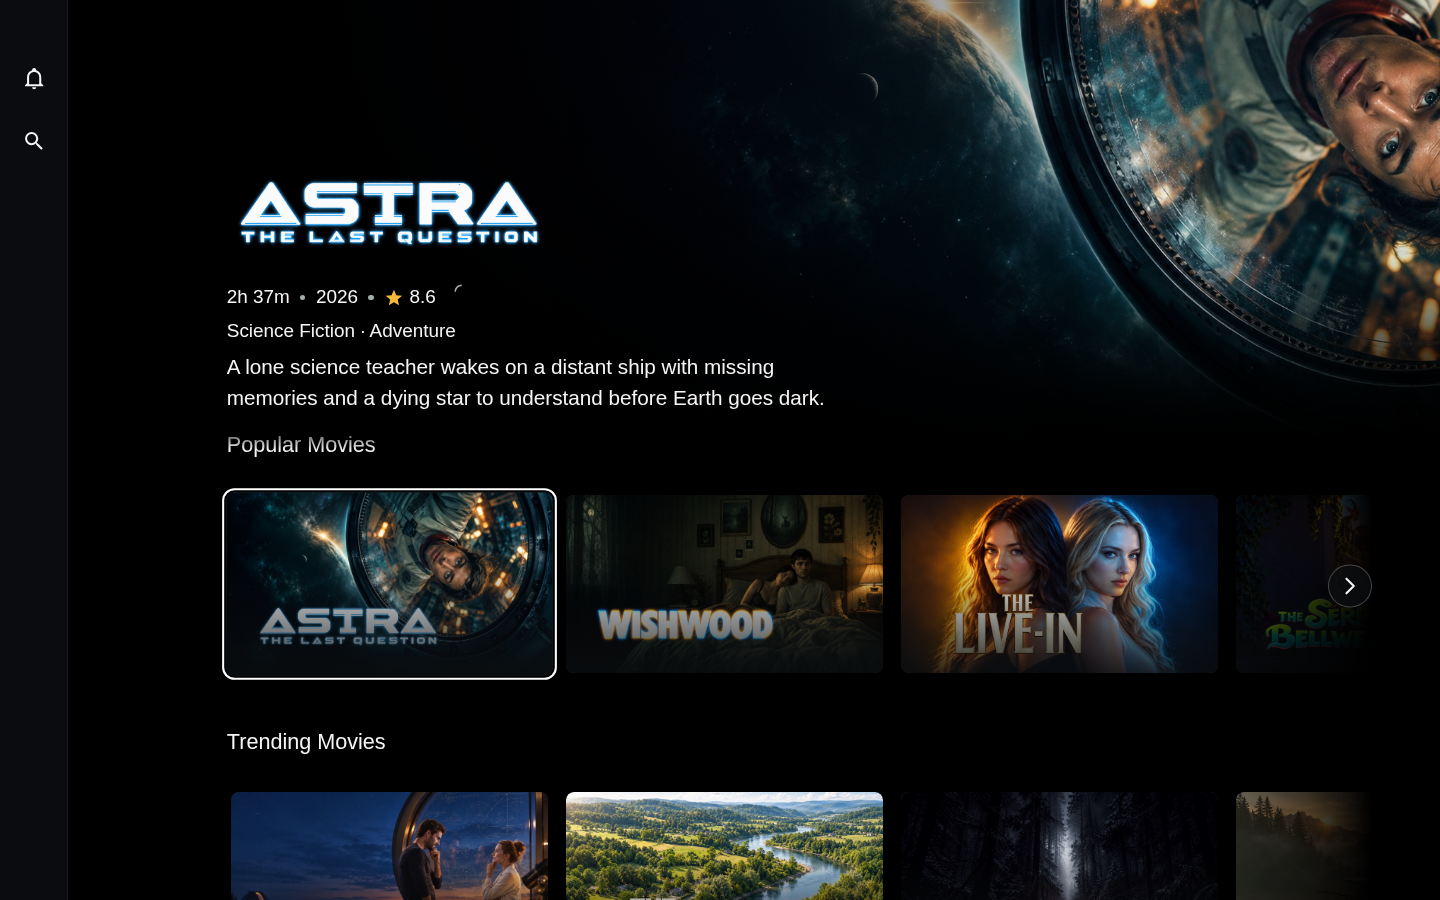 ASTRA
THE LAST QUESTION
2h 37m • 2026 • 8.6
Science Fiction · Adventure
A lone science teacher wakes on a distant ship with missing
memories and a dying star to understand before Earth goes dark.
Popular Movies
ASTRA
THE LAST QUESTION
WISHWOOD
THE
LIVE-IN
THE
Trending Movies